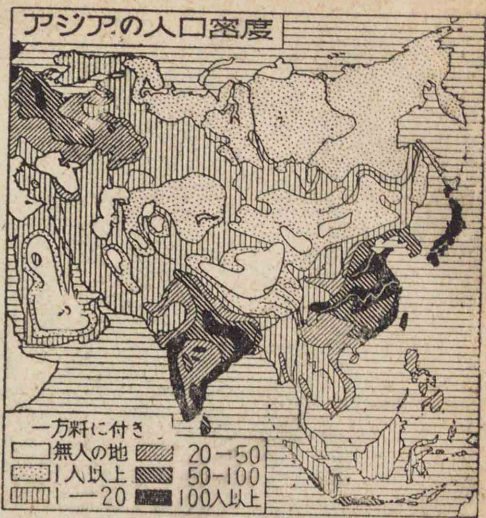 アジアの人口密度
一方粁に付き
無人の地
1人以上
1—20
20-50
50-100
100人以上